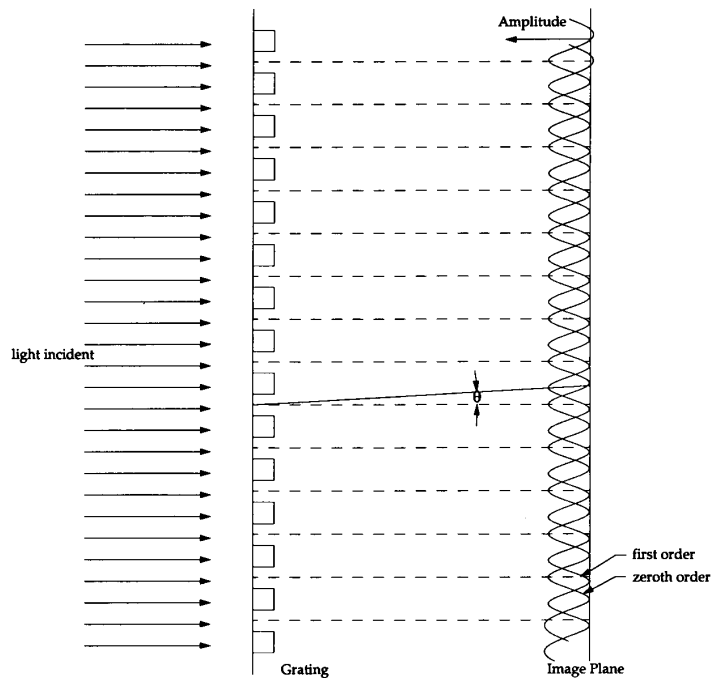 Amplitude
light incident
θ
first order
zeroth order
Grating
Image Plane